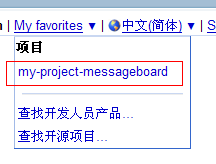 | My favorites ▼ | 中文(简体) ▼ | S
项目
my-project-messageboard
查找开发人员产品...
查找开源项目...